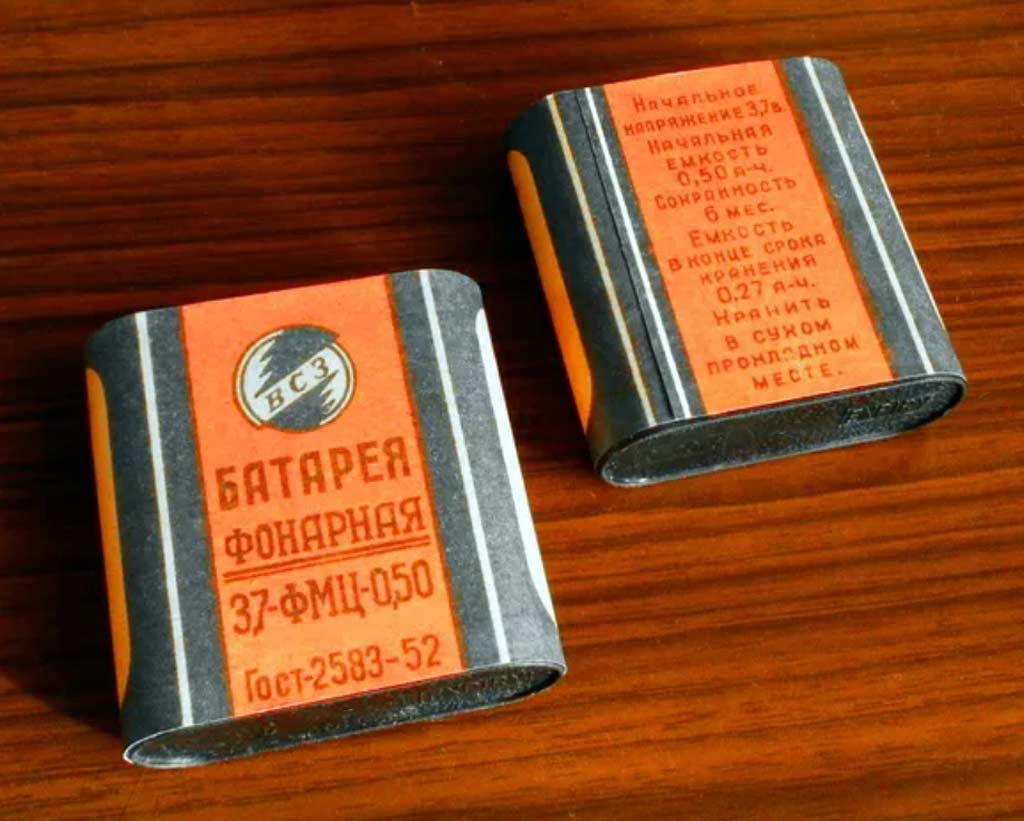 ВСЗ
БАТАРЕЯ
ФОНАРНАЯ
3,7-ФМЦ-0,50
Гост-2583-52
Начальное
напряжение 3,7в.
Начальная
емкость
0,50 а-ч.
Сохранность
6 мес.
Емкость
в конце срока
хранения
0,27 а-ч.
Хранить
в сухом
прохладном
месте.